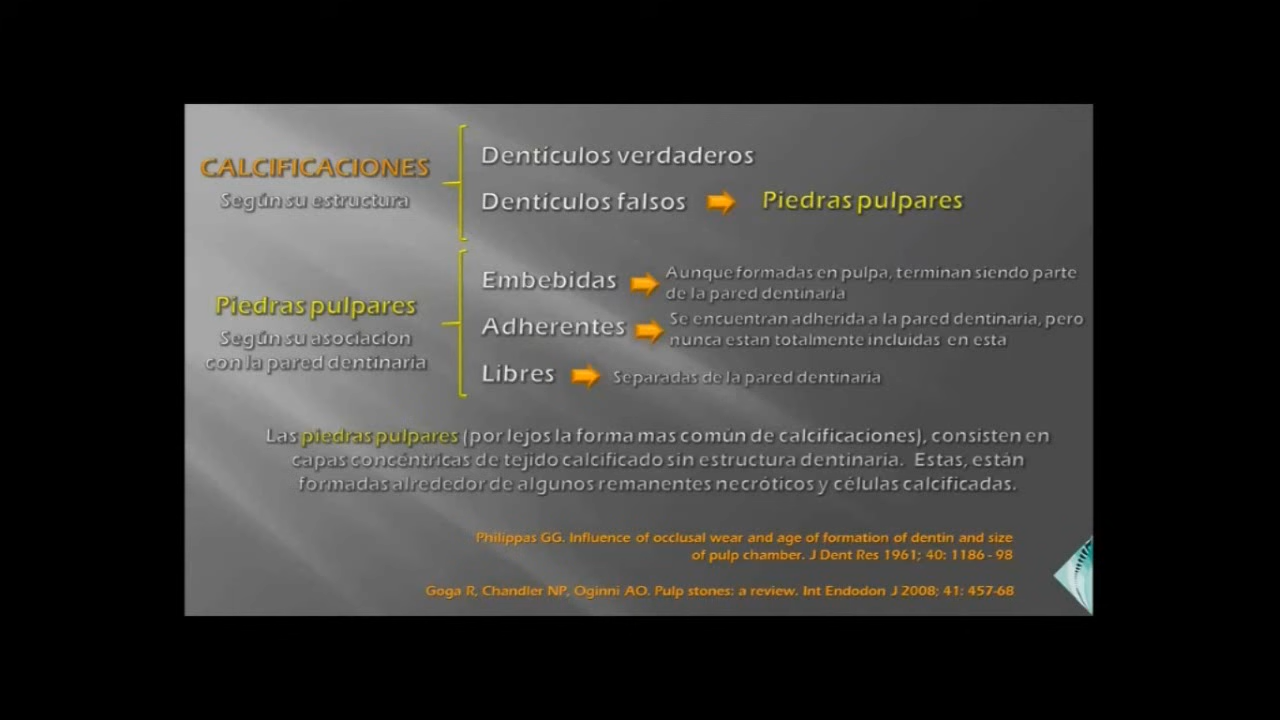 CALCIFICACIONES
Según su estructura
Dentículos verdaderos
Dentículos falsos
Piedras pulpares
Piedras pulpares
Según su asociacion
con la pared dentinaria
Embebidas
Aunque formadas en pulpa, terminan siendo parte
de la pared dentinaria
Adherentes
Se encuentran adherida a la pared dentinaria, pero
nunca estan totalmente incluidas en esta
Libres
Separadas de la pared dentinaria
Las piedras pulpares (por lejos la forma mas común de calcificaciones), consisten en
capas concéntricas de tejido calcificado sin estructura dentinaria. Estas, están
formadas alrededor de algunos remanentes necróticos y células calcificadas.
Philippas GG. Influence of occlusal wear and age of formation of dentin and size
of pulp chamber. J Dent Res 1961; 40: 1186 - 98
Goga R, Chandler NP, Oginni AO. Pulp stones: a review. Int Endodon J 2008; 41: 457-68